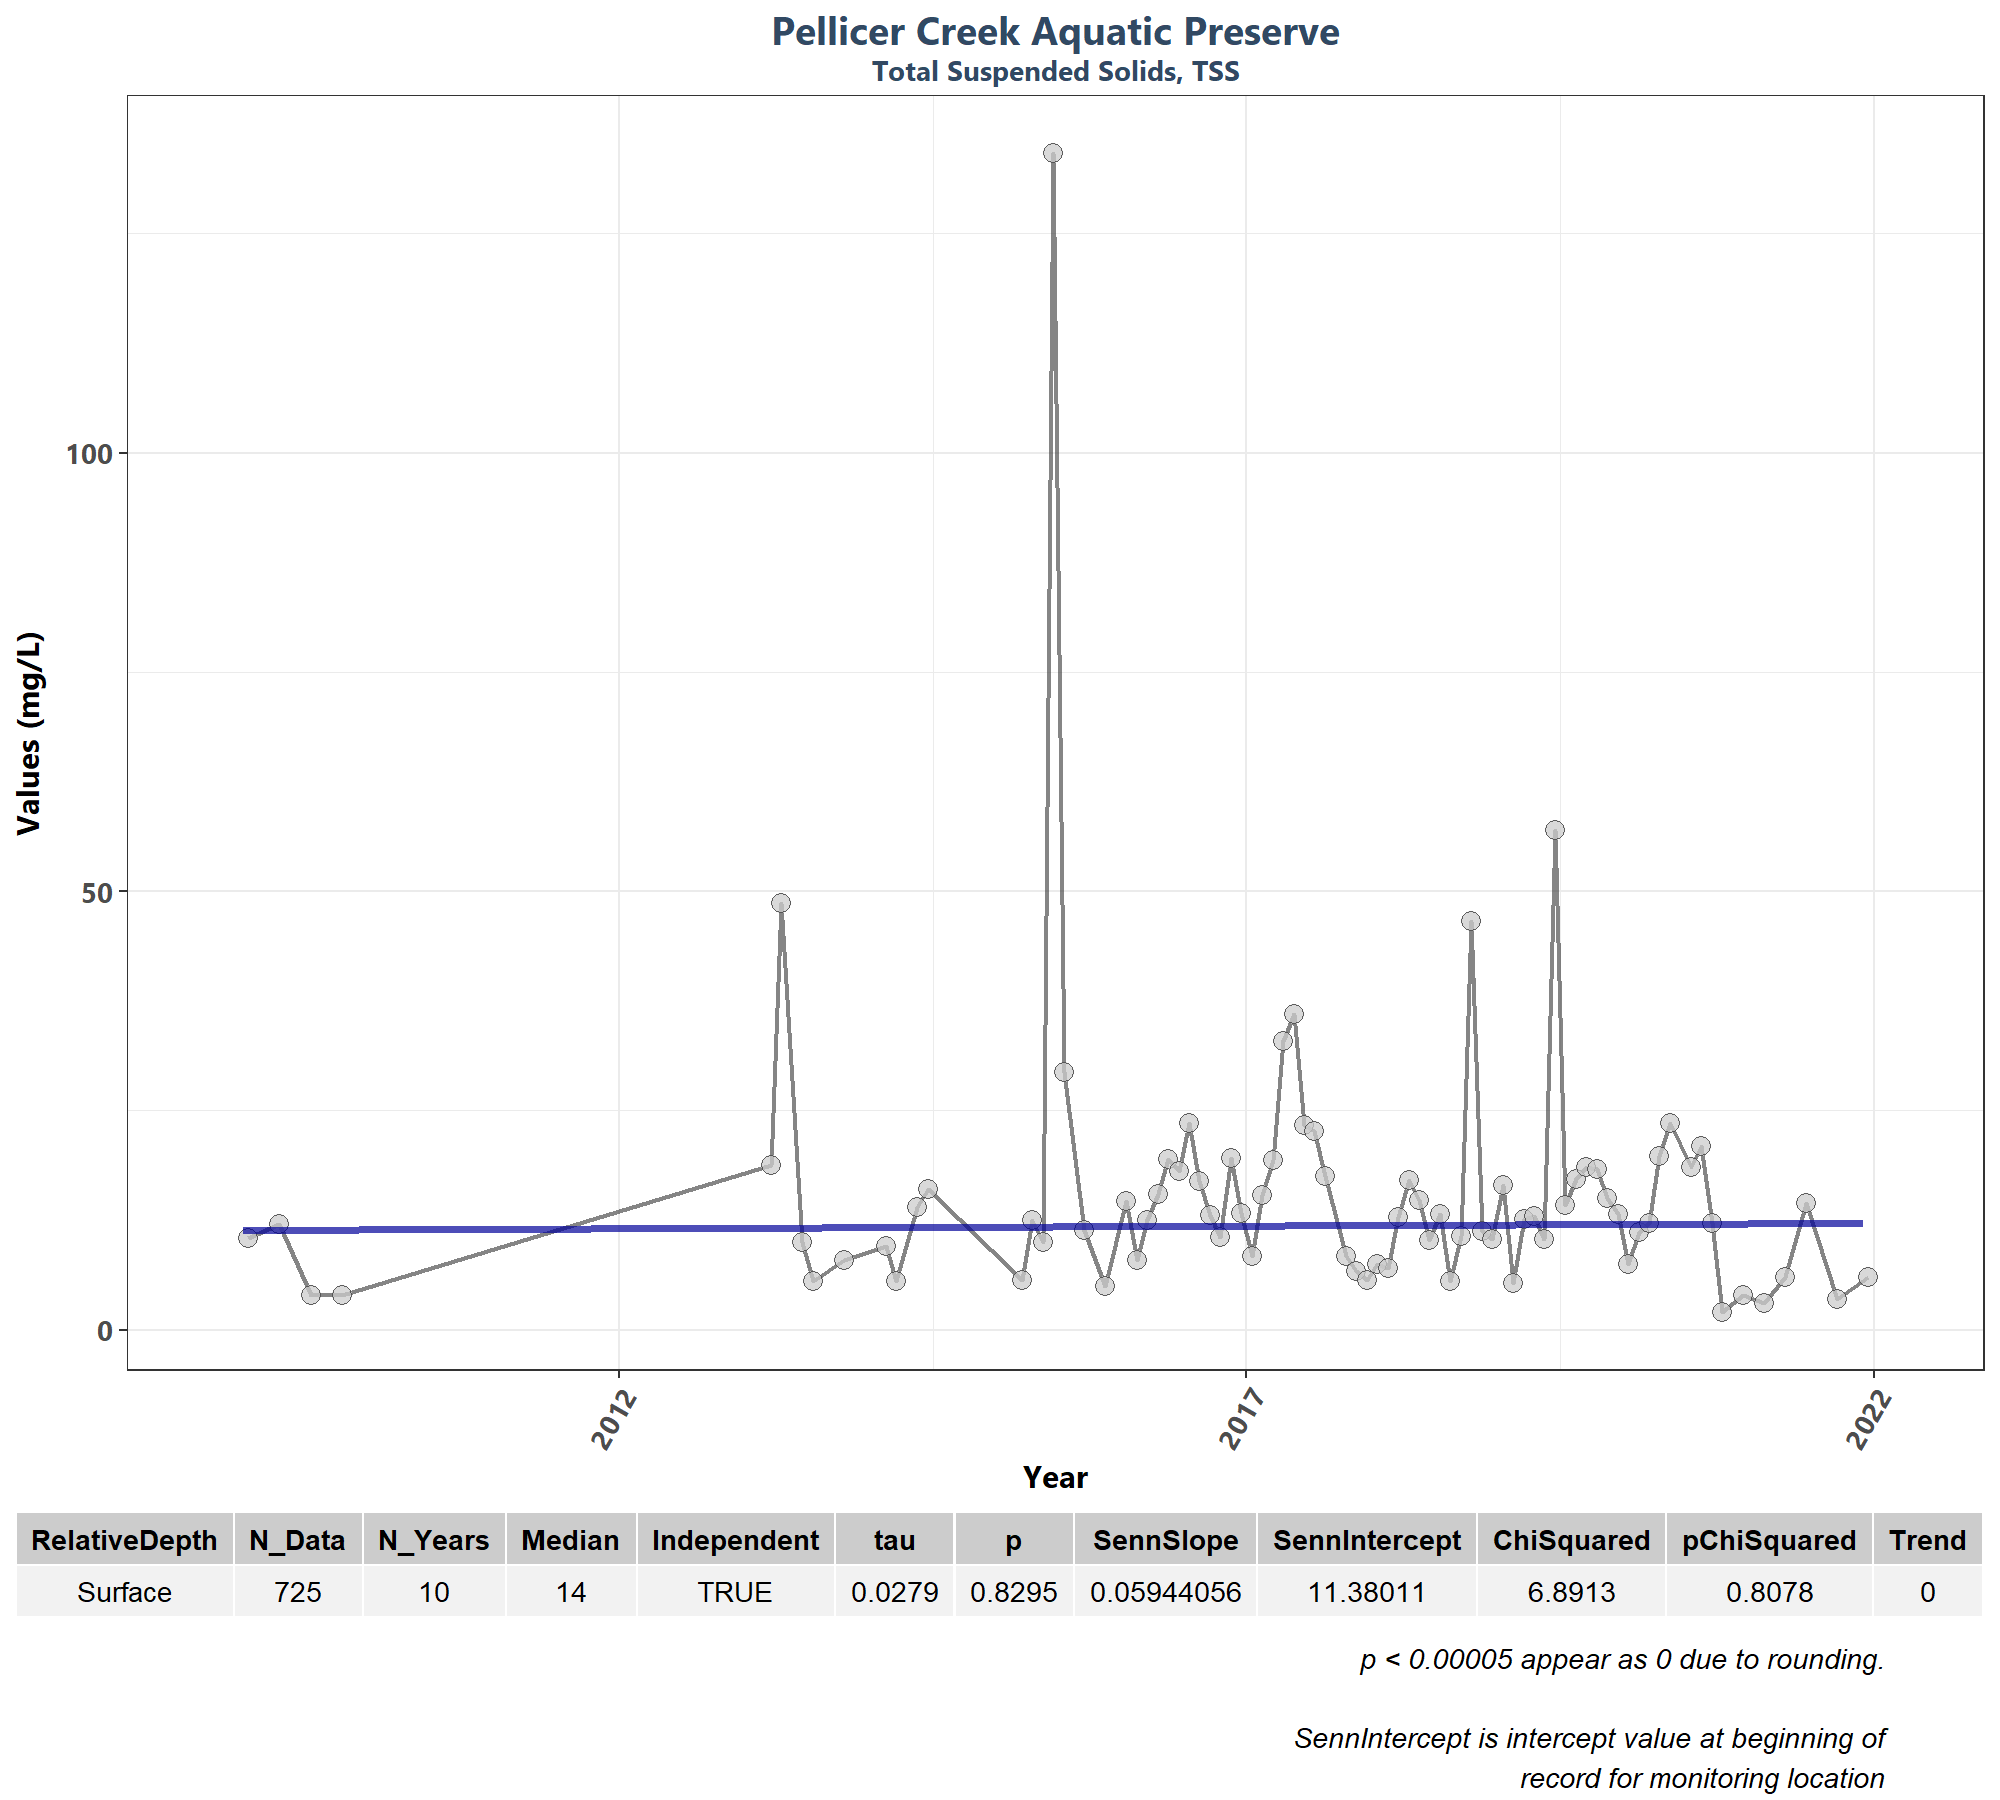 Pellicer Creek Aquatic Preserve
Total Suspended Solids, TSS
Values (mg/L)
100
50
0
2012
2017
2022
Year
RelativeDepth N_Data N_Years Median Independent tau p SennSlope SennIntercept ChiSquared pChiSquared Trend
Surface 725 10 14 TRUE 0.0279 0.8295 0.05944056 11.38011 6.8913 0.8078 0
p < 0.00005 appear as 0 due to rounding.
SennIntercept is intercept value at beginning of
record for monitoring location